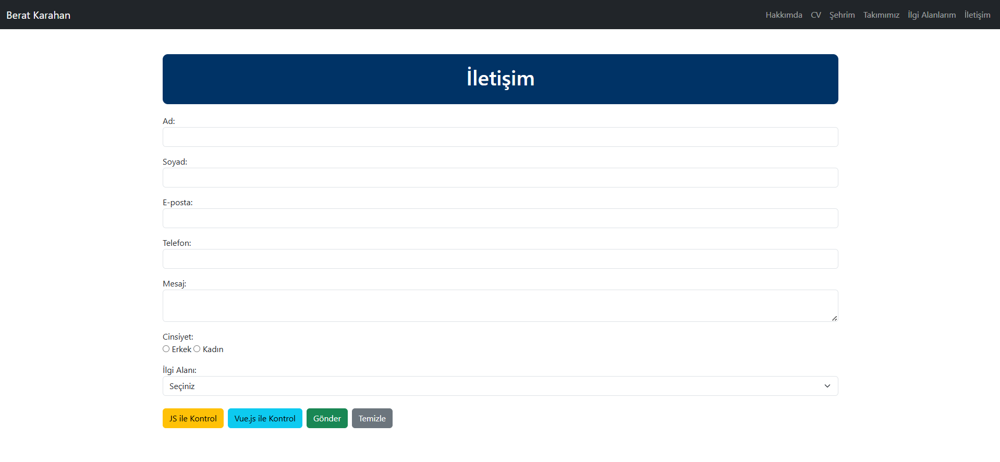 Berat Karahan Hakkımda CV Şehrim Takımımız İlgi Alanlarım İletişim
İletişim
Ad:
Soyad:
E-posta:
Telefon:
Mesaj:
Cinsiyet:
Erkek Kadın
İlgi Alanı:
Seçiniz
JS ile Kontrol Vue.js ile Kontrol Gönder Temizle